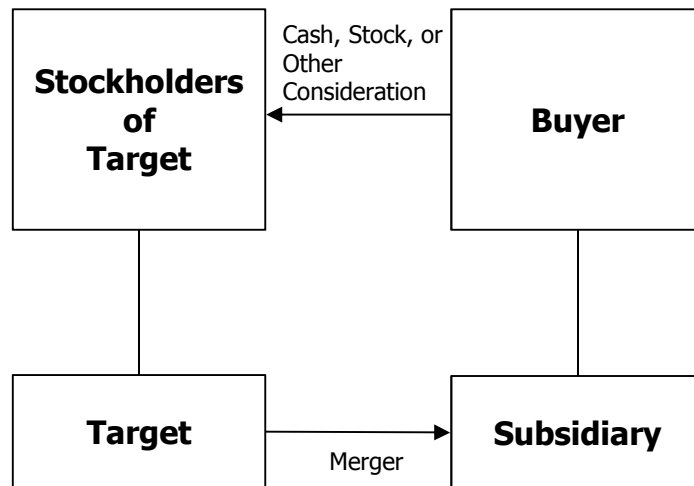 Cash, Stock, or
Other
Consideration
Stockholders
of
Target
Buyer
Target
Merger
Subsidiary